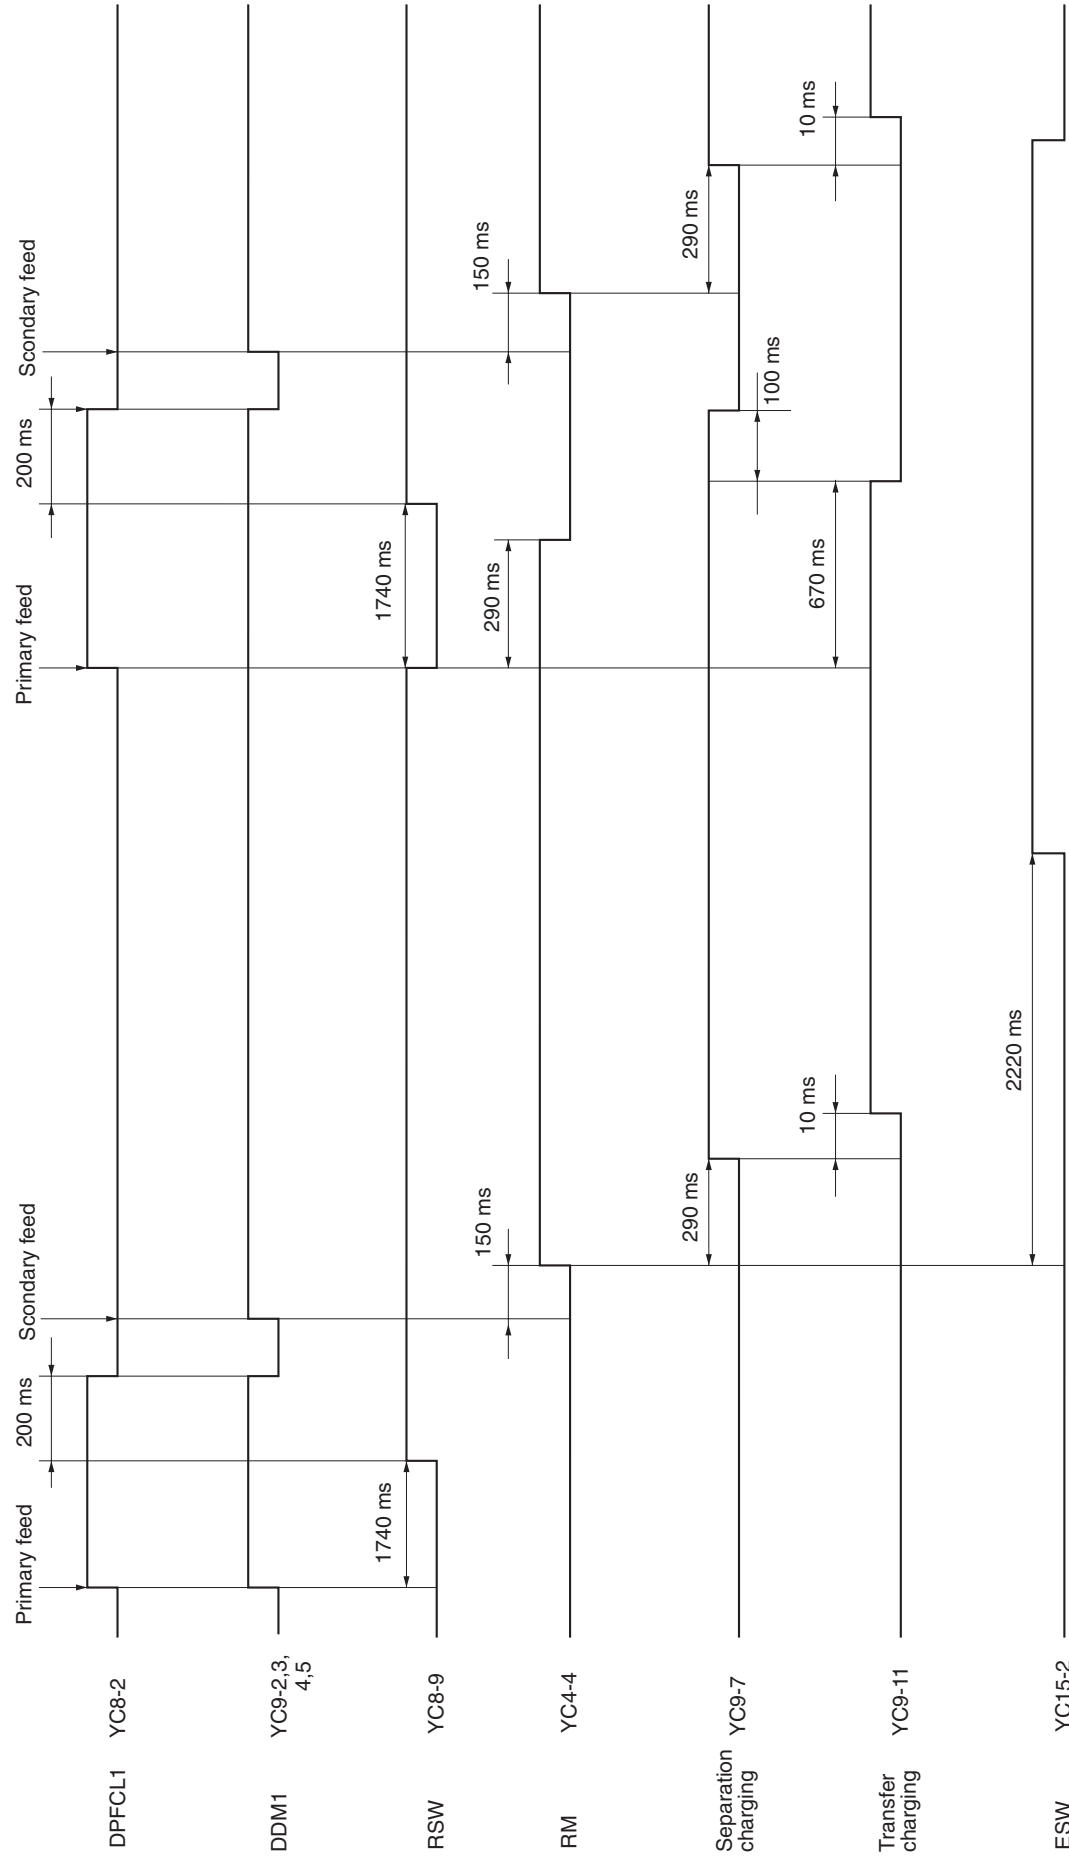 Primary feed
200 ms
Scondary feed
Primary feed
200 ms
Scondary feed
DPFCL1 YC8-2
DDM1 YC9-2,3,
4,5
1740 ms
1740 ms
RSW YC8-9
150 ms
290 ms
150 ms
RM YC4-4
290 ms
290 ms
Separation
charging
YC9-7
100 ms
10 ms
670 ms
10 ms
Transfer
charging
YC9-11
2220 ms
ESW YC15-2